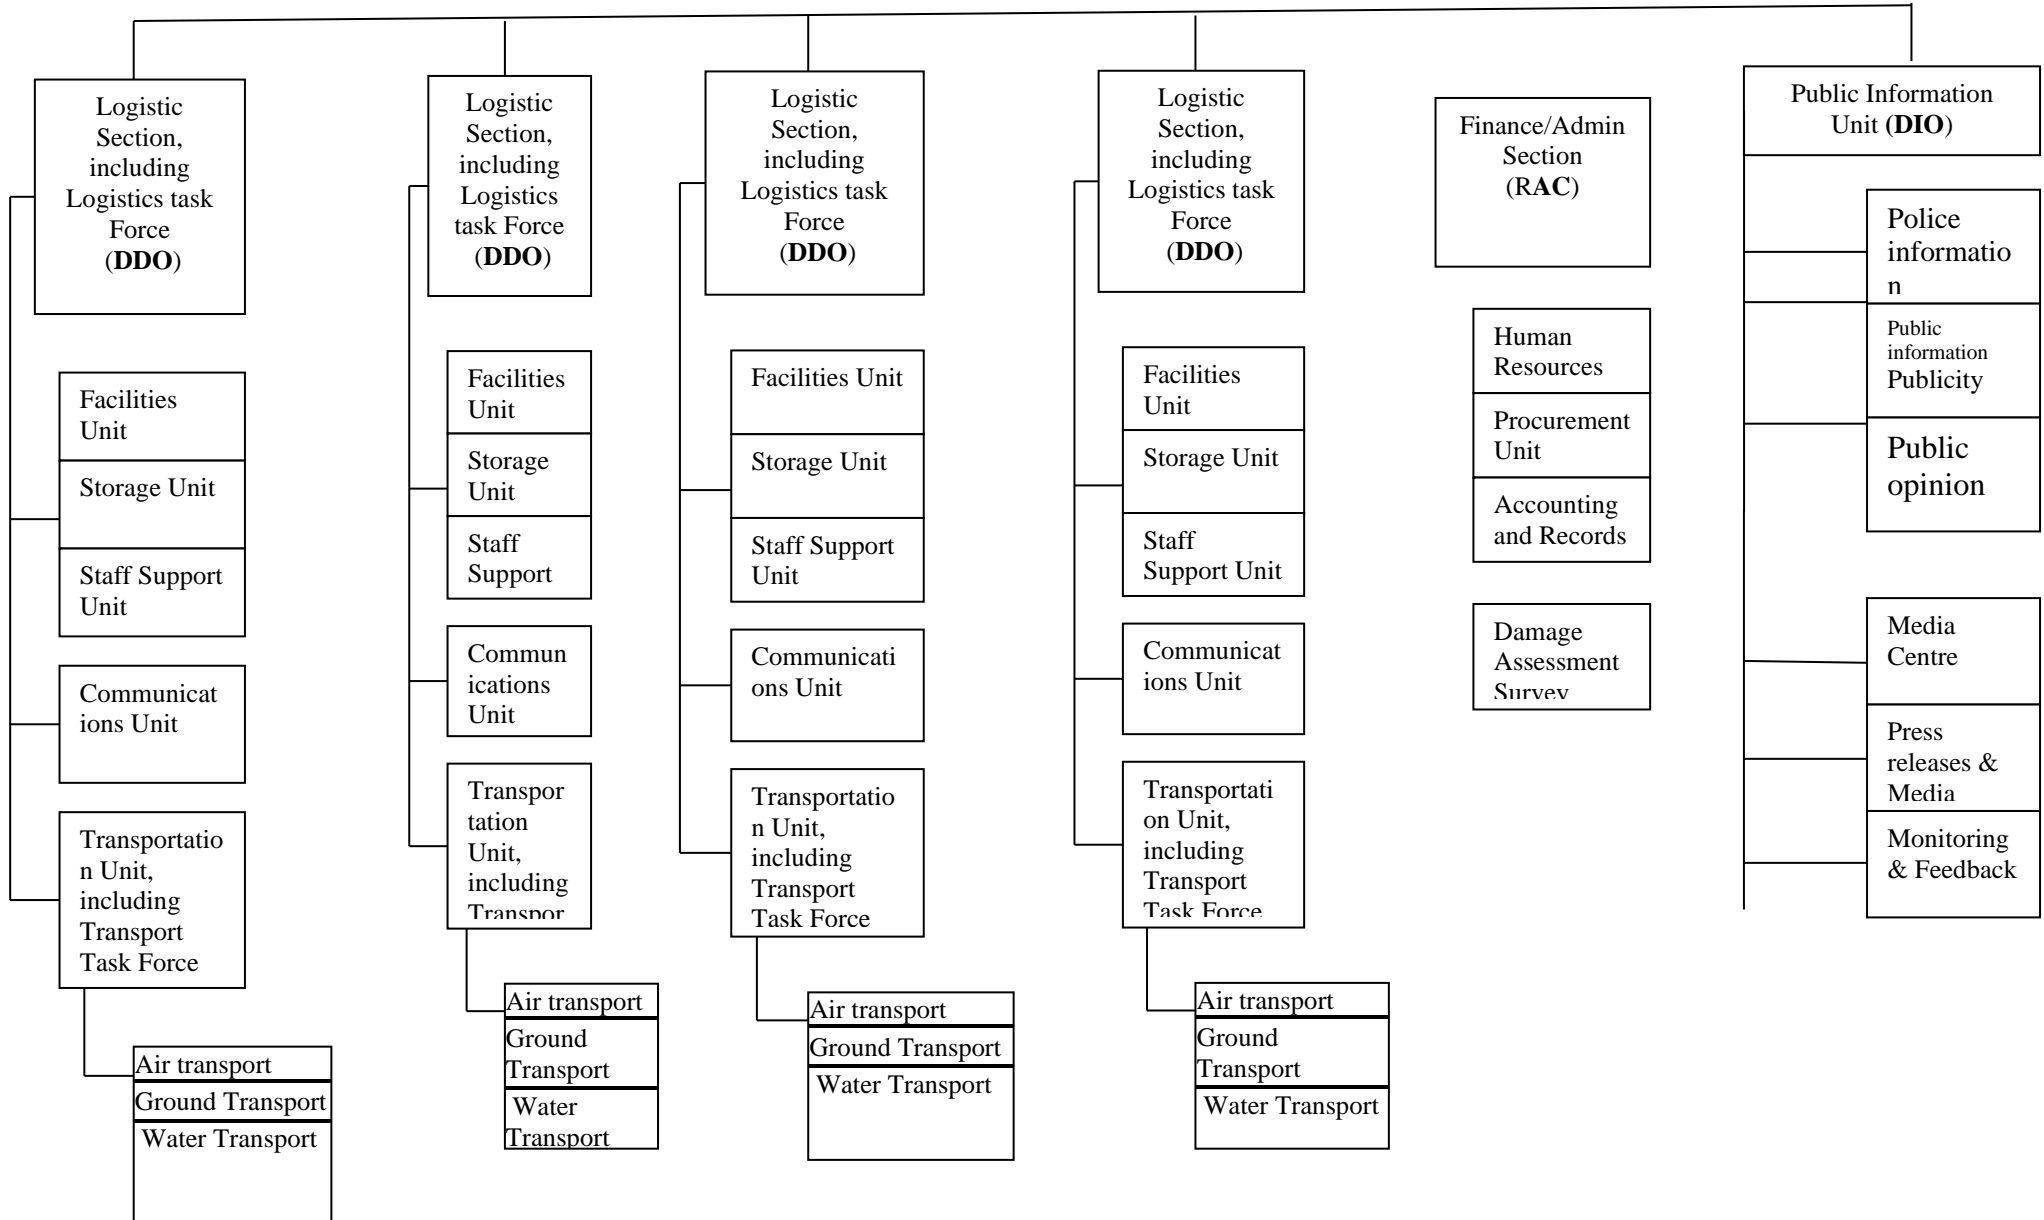 Logistic
Section,
including
Logistics task
Force
(DDO)
Facilities
Unit
Storage Unit
Staff Support
Unit
Communicat
ions Unit
Transportatio
n Unit,
including
Transport
Task Force
Air transport
Ground Transport
Water Transport
Logistic
Section,
including
Logistics
task Force
(DDO)
Facilities
Unit
Storage
Unit
Staff
Support
Commun
ications
Unit
Transpor
tation
Unit,
including
Transpor
Air transport
Ground
Transport
Water
Transport
Logistic
Section,
including
Logistics task
Force
(DDO)
Facilities Unit
Storage Unit
Staff Support
Unit
Communicati
ons Unit
Transportatio
n Unit,
including
Transport
Task Force
Air transport
Ground Transport
Water Transport
Logistic
Section,
including
Logistics task
Force
(DDO)
Facilities
Unit
Storage Unit
Staff
Support Unit
Communicat
ions Unit
Transportati
on Unit,
including
Transport
Task Force
Air transport
Ground
Transport
Water Transport
Finance/Admin
Section
(RAC)
Human
Resources
Procurement
Unit
Accounting
and Records
Damage
Assessment
Survey
Public Information
Unit (DIO)
Police
informatio
n
Public
information
Publicity
Public
opinion
Media
Centre
Press
releases &
Media
Monitoring
& Feedback